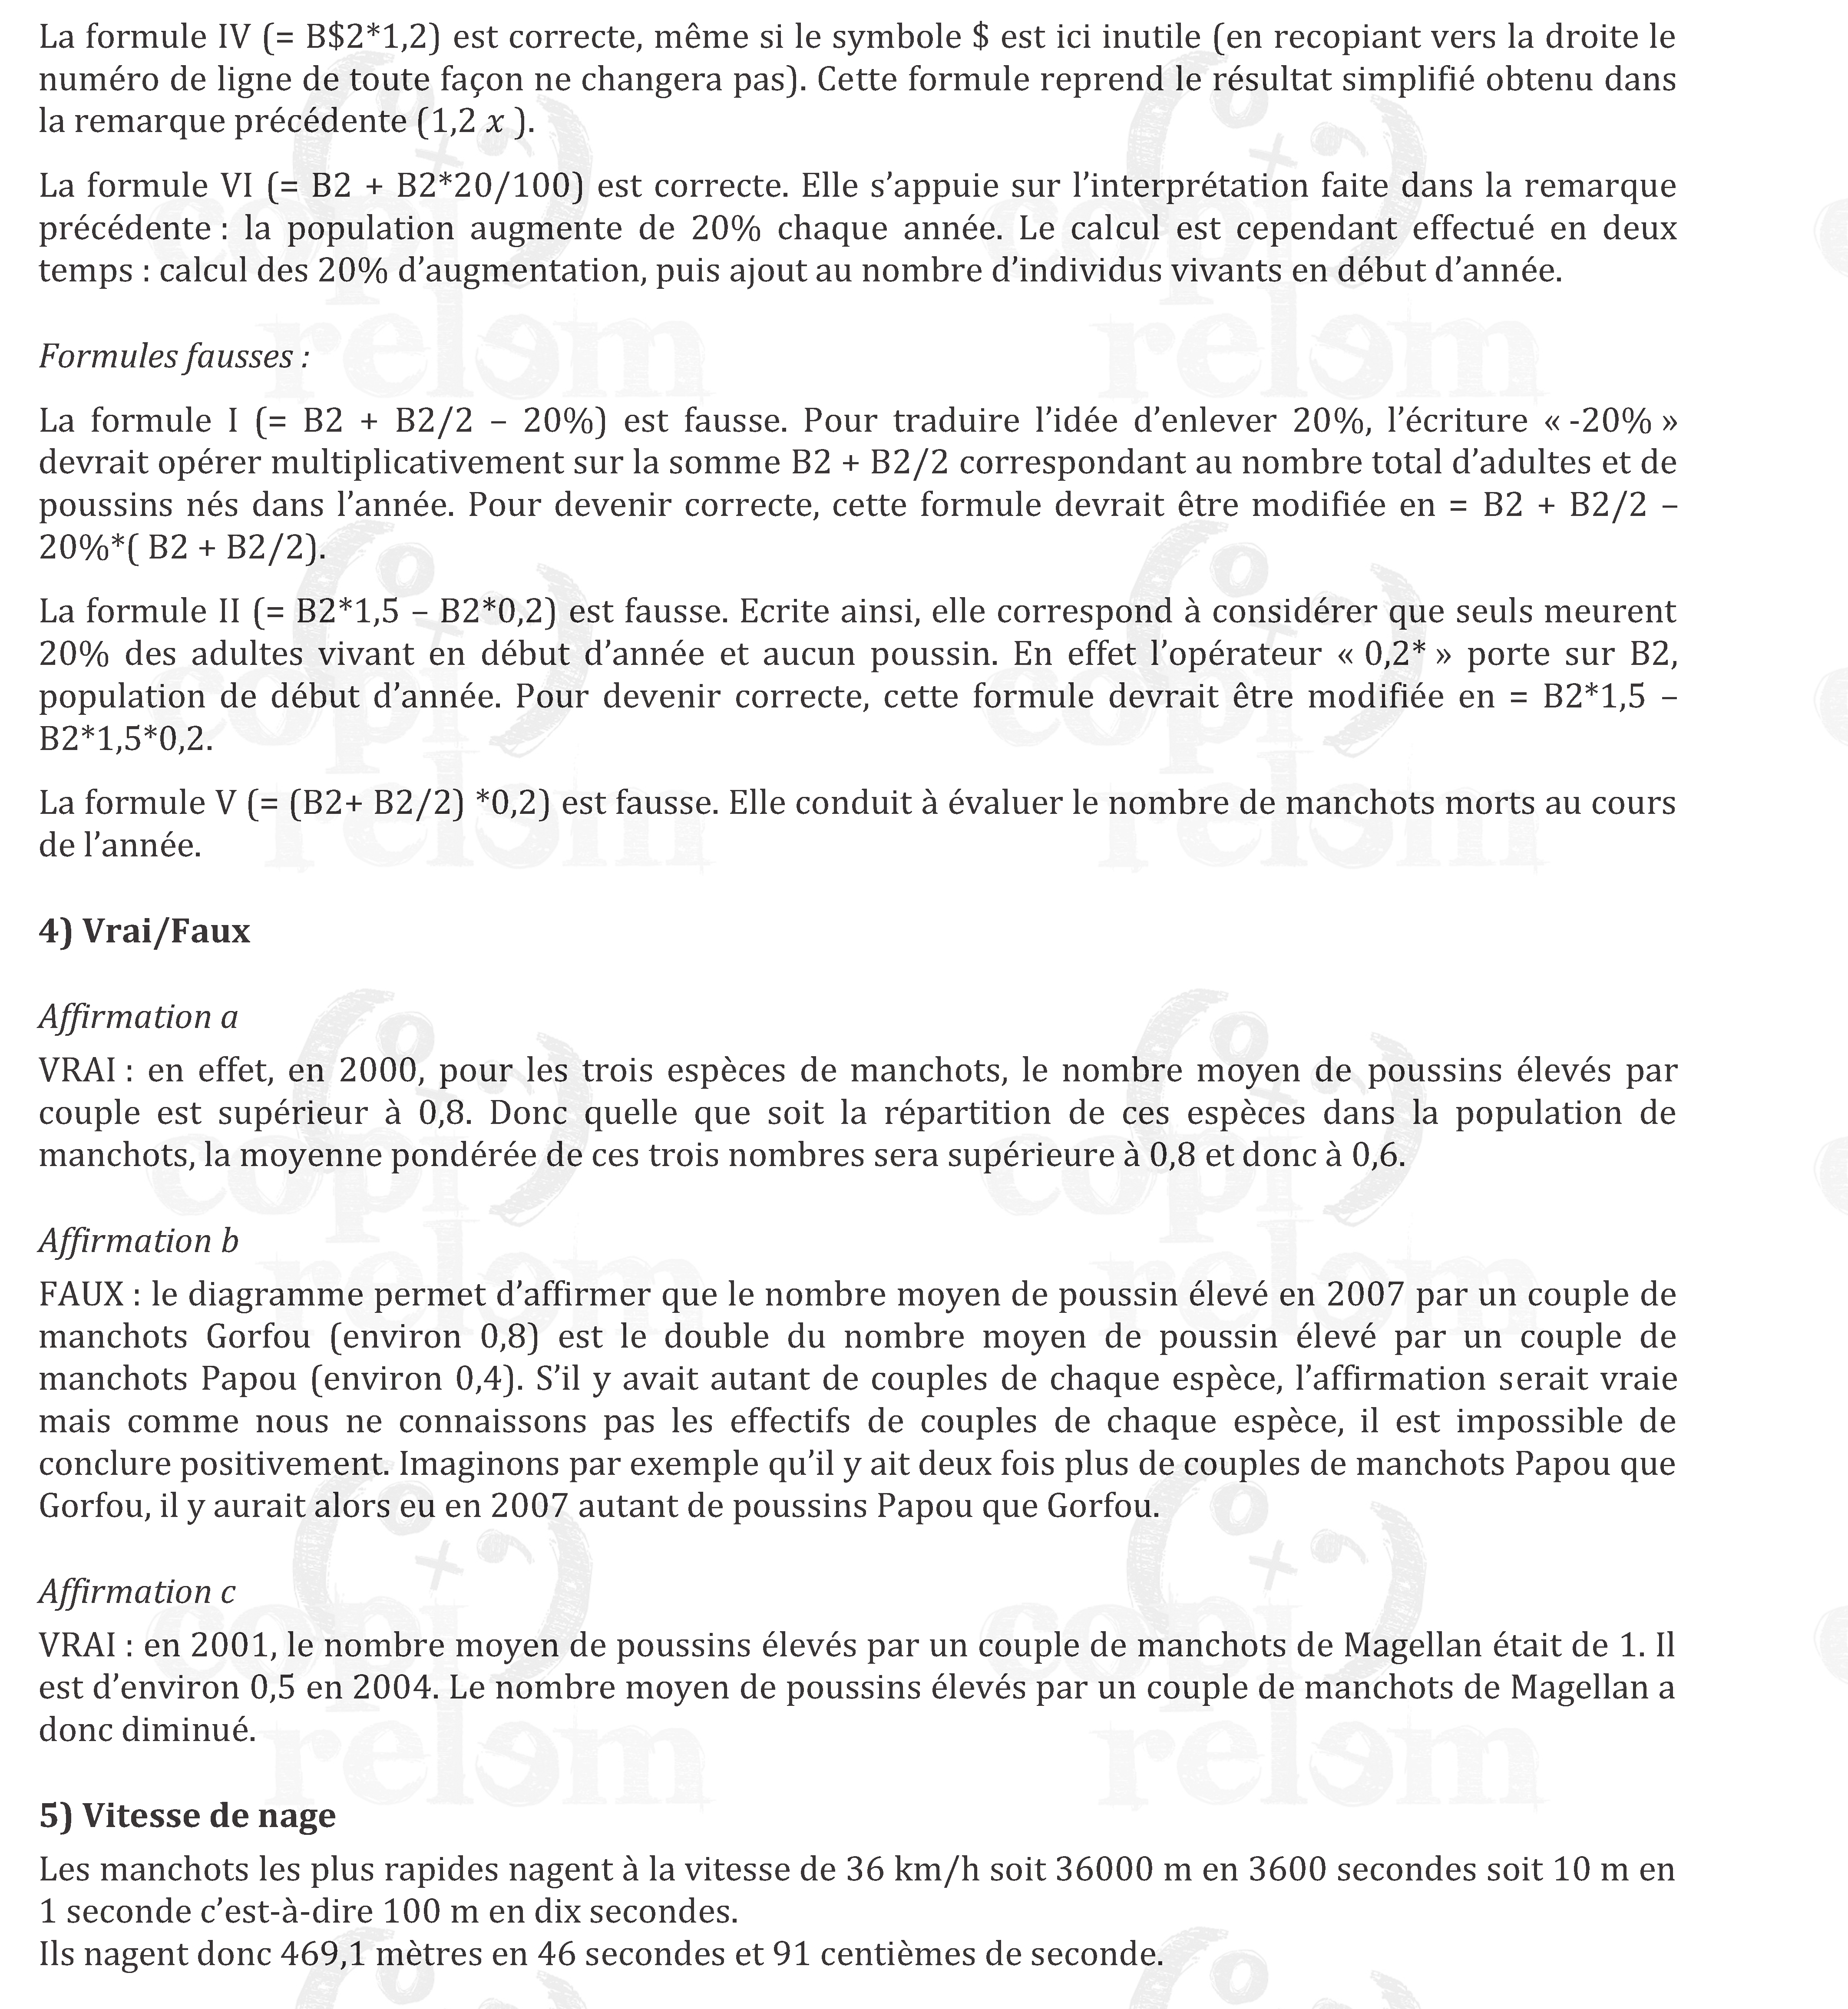 La formule IV (= B$2*1,2) est correcte, même si le symbole $ est ici inutile (en recopiant vers la droite le
numéro de ligne de toute façon ne changera pas). Cette formule reprend le résultat simplifié obtenu dans
la remarque précédente (1,2 x ).
La formule VI (= B2 + B2*20/100) est correcte. Elle s’appuie sur l’interprétation faite dans la remarque
précédente : la population augmente de 20% chaque année. Le calcul est cependant effectué en deux
temps : calcul des 20% d’augmentation, puis ajout au nombre d’individus vivants en début d’année.
Formules fausses :
La formule I (= B2 + B2/2 – 20%) est fausse. Pour traduire l’idée d’enlever 20%, l’écriture « -20% »
devrait opérer multiplicativement sur la somme B2 + B2/2 correspondant au nombre total d’adultes et de
poussins nés dans l’année. Pour devenir correcte, cette formule devrait être modifiée en = B2 + B2/2 –
20%*( B2 + B2/2).
La formule II (= B2*1,5 – B2*0,2) est fausse. Ecrite ainsi, elle correspond à considérer que seuls meurent
20% des adultes vivant en début d’année et aucun poussin. En effet l’opérateur « 0,2* » porte sur B2,
population de début d’année. Pour devenir correcte, cette formule devrait être modifiée en = B2*1,5 –
B2*1,5*0,2.
La formule V (= (B2+ B2/2) *0,2) est fausse. Elle conduit à évaluer le nombre de manchots morts au cours
de l’année.
4) Vrai/Faux
Affirmation a
VRAI : en effet, en 2000, pour les trois espèces de manchots, le nombre moyen de poussins élevés par
couple est supérieur à 0,8. Donc quelle que soit la répartition de ces espèces dans la population de
manchots, la moyenne pondérée de ces trois nombres sera supérieure à 0,8 et donc à 0,6.
Affirmation b
FAUX : le diagramme permet d’affirmer que le nombre moyen de poussin élevé en 2007 par un couple de
manchots Gorfou (environ 0,8) est le double du nombre moyen de poussin élevé par un couple de
manchots Papou (environ 0,4). S’il y avait autant de couples de chaque espèce, l’affirmation serait vraie
mais comme nous ne connaissons pas les effectifs de couples de chaque espèce, il est impossible de
conclure positivement. Imaginons par exemple qu’il y ait deux fois plus de couples de manchots Papou que
Gorfou, il y aurait alors eu en 2007 autant de poussins Papou que Gorfou.
Affirmation c
VRAI : en 2001, le nombre moyen de poussins élevés par un couple de manchots de Magellan était de 1. Il
est d’environ 0,5 en 2004. Le nombre moyen de poussins élevés par un couple de manchots de Magellan a
donc diminué.
5) Vitesse de nage
Les manchots les plus rapides nagent à la vitesse de 36 km/h soit 36000 m en 3600 secondes soit 10 m en
1 seconde c’est-à-dire 100 m en dix secondes.
Ils nagent donc 469,1 mètres en 46 secondes et 91 centièmes de seconde.